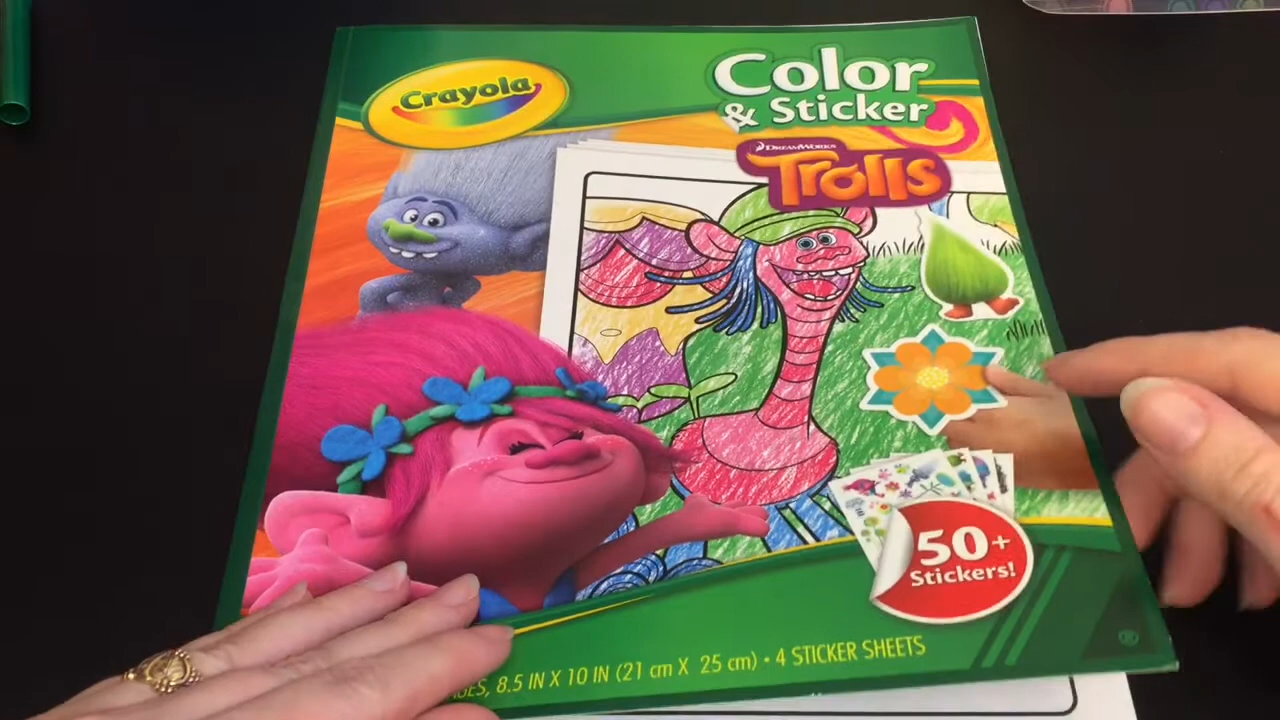 Crayola
Color
& Sticker
DREAMWORKS
Trolls
50+
Stickers!
8.5 IN X 10 IN (21 cm X 25 cm) • 4 STICKER SHEETS